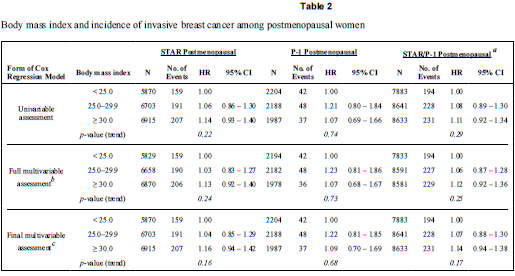 Table 2
Body mass index and incidence of invasive breast cancer among postmenopausal women
STAR Postmenopausal P-1 Postmenopausal STAR/P-1 Postmenopausal a
Form of Cox Regression Model Body mass index N No. of Events HR 95% CI N No. of Events HR 95% CI N No. of Events HR 95% CI
< 25.0 5870 159 1.00 2204 42 1.00 7883 194 1.00
Univariable assessment 25.0–29.9 6703 191 1.06 0.86 – 1.30 2188 48 1.21 0.80 – 1.84 8641 228 1.08 0.89 – 1.30
≥ 30.0 6915 207 1.14 0.93 – 1.40 1987 37 1.07 0.69 – 1.66 8633 231 1.11 0.92 – 1.34
p-value (trend) 0.22 0.74 0.29
< 25.0 5829 159 1.00 2194 42 1.00 7833 194 1.00
Full multivariable assessment b 25.0–29.9 6658 190 1.03 0.83 – 1.27 2182 48 1.23 0.81 – 1.86 8591 227 1.06 0.87 – 1.28
≥ 30.0 6870 206 1.13 0.92 – 1.40 1978 36 1.07 0.68 – 1.67 8581 229 1.12 0.92 – 1.36
p-value (trend) 0.24 0.73 0.25
< 25.0 5870 159 1.00 2204 42 1.00 7883 194 1.00
Final multivariable assessment c 25.0–29.9 6703 191 1.04 0.85 – 1.29 2188 48 1.22 0.81 – 1.85 8641 228 1.07 0.88 – 1.30
≥ 30.0 6915 207 1.16 0.94 – 1.42 1987 37 1.09 0.70 – 1.69 8633 231 1.14 0.94 – 1.38
p-value (trend) 0.16 0.68 0.17